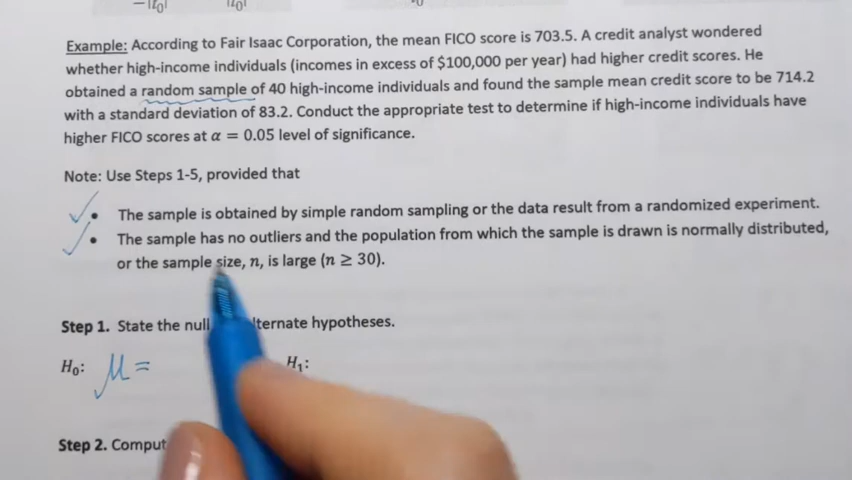 −|t₀| |t₀|
Example: According to Fair Isaac Corporation, the mean FICO score is 703.5. A credit analyst wondered
whether high-income individuals (incomes in excess of $100,000 per year) had higher credit scores. He
obtained a random sample of 40 high-income individuals and found the sample mean credit score to be 714.2
with a standard deviation of 83.2. Conduct the appropriate test to determine if high-income individuals have
higher FICO scores at α = 0.05 level of significance.
Note: Use Steps 1-5, provided that
• The sample is obtained by simple random sampling or the data result from a randomized experiment.
• The sample has no outliers and the population from which the sample is drawn is normally distributed,
or the sample size, n, is large (n ≥ 30).
Step 1. State the null alternate hypotheses.
H₀: μ = H₁:
Step 2. Comput